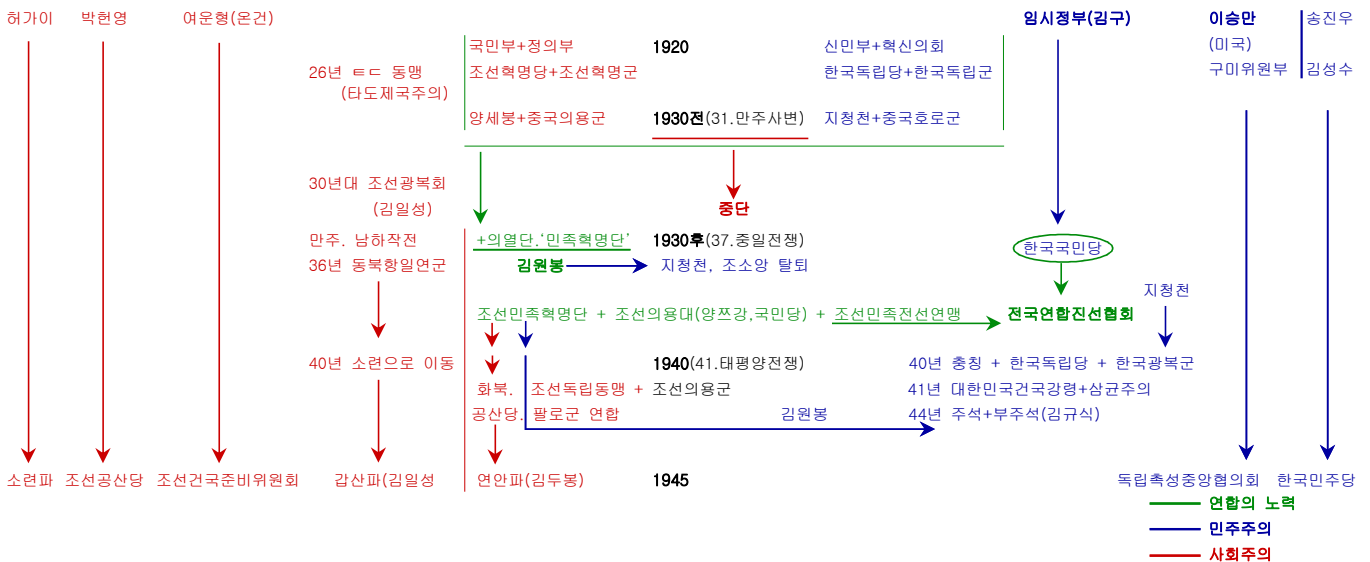 허가이 박헌영 여운형(온건) 임시정부(김구) 이승만 송진우
국민부+정의부 1920 신민부+혁신의회 (미국)
26년 ㅌㄷ 동맹 조선혁명당+조선혁명군 한국독립당+한국독립군 구미위원부 김성수
(타도제국주의)
양세봉+중국의용군 1930전(31.만주사변) 지청천+중국호로군
30년대 조선광복회
(김일성) 중단
만주. 남하작전 +의열단.‘민족혁명단’ 1930후(37.중일전쟁) 한국국민당
36년 동북항일연군 김원봉 지청천, 조소앙 탈퇴
지청천
조선민족혁명단 + 조선의용대(양쯔강,국민당) + 조선민족전선연맹 전국연합진선협회
40년 소련으로 이동 1940(41.태평양전쟁) 40년 충칭 + 한국독립당 + 한국광복군
화북. 조선독립동맹 + 조선의용군 41년 대한민국건국강령+삼균주의
공산당. 팔로군 연합 김원봉 44년 주석+부주석(김규식)
소련파 조선공산당 조선건국준비위원회 갑산파(김일성 연안파(김두봉) 1945 독립촉성중앙협의회 한국민주당
연합의 노력
민주주의
사회주의